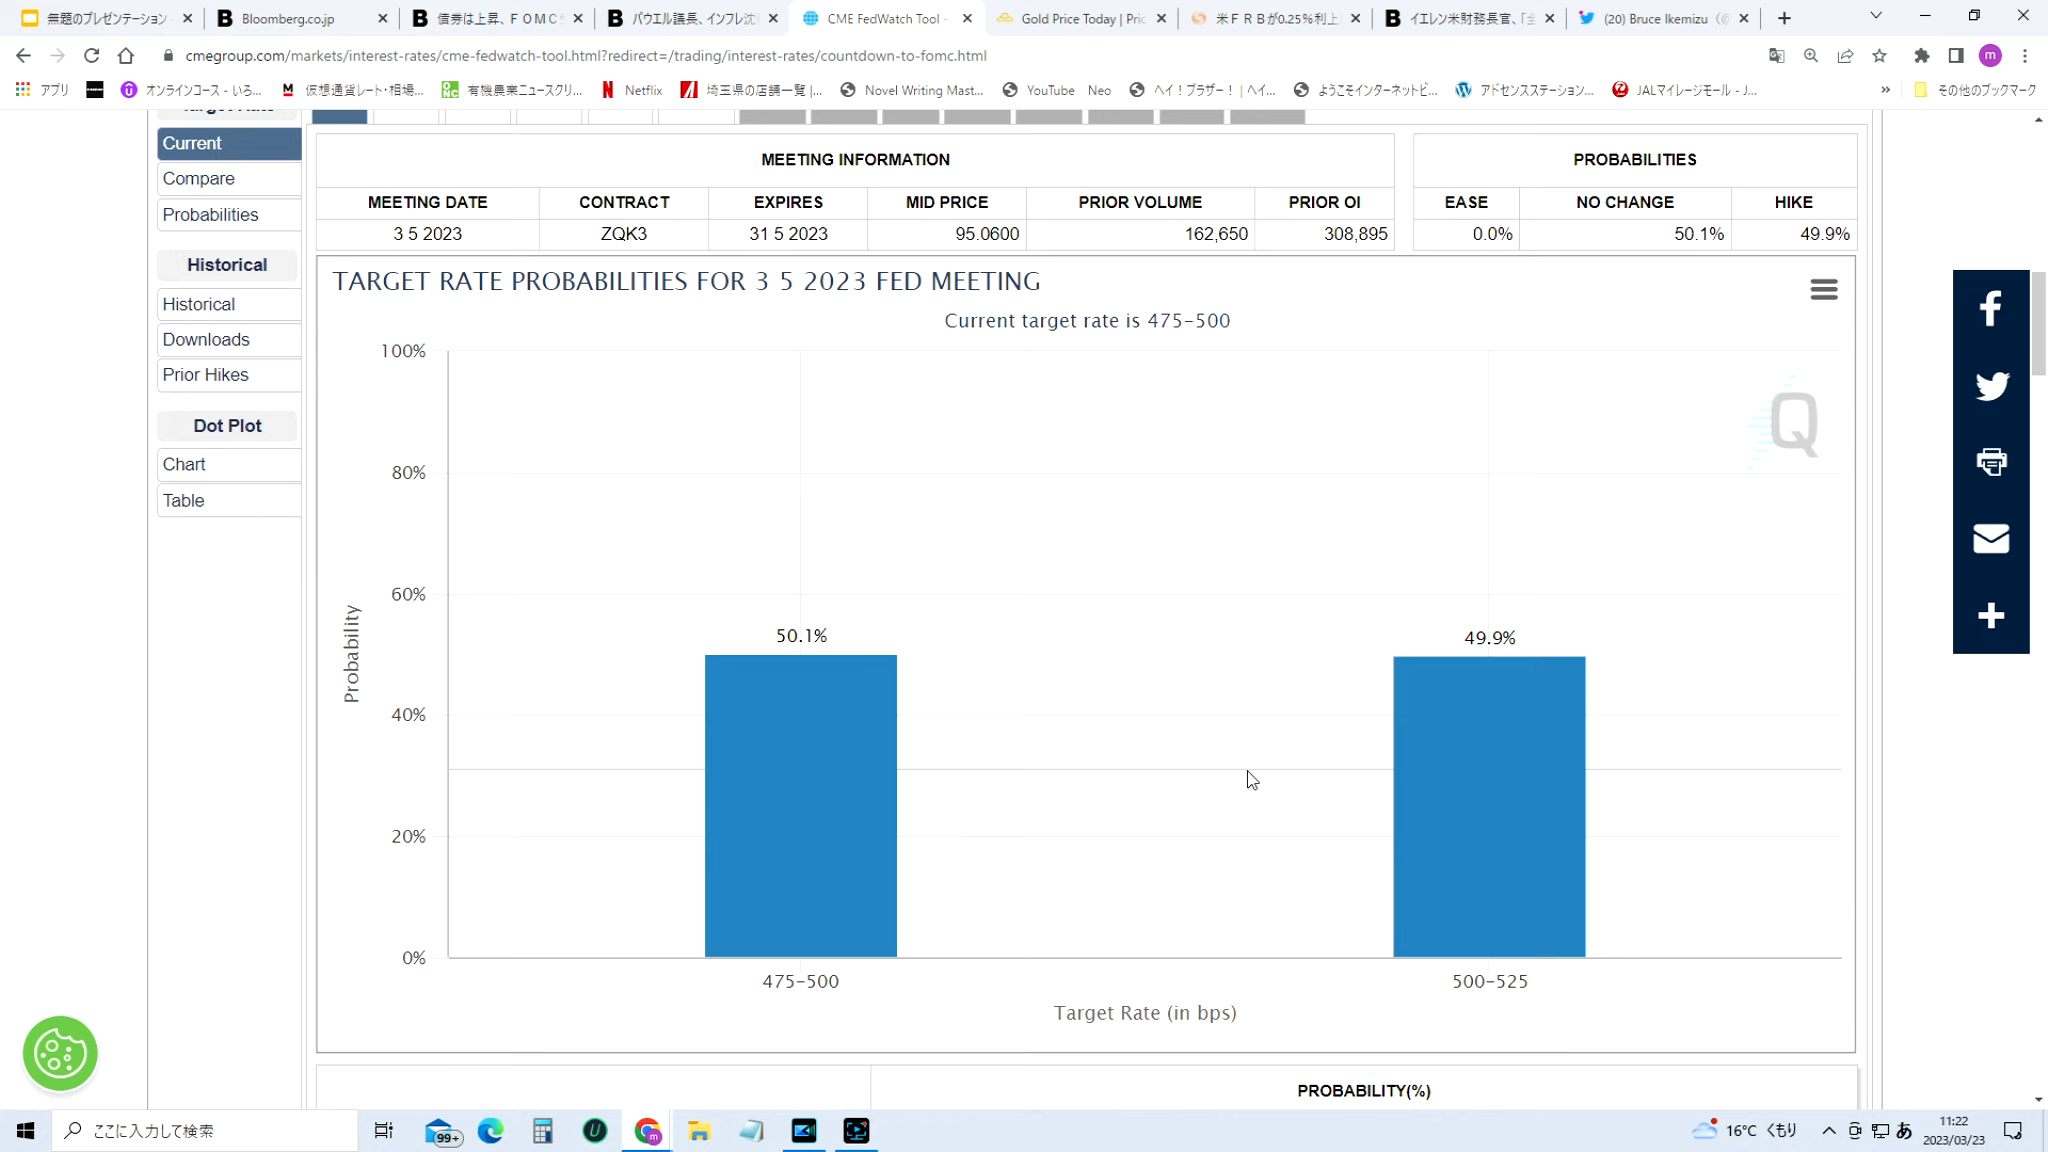 無題のプレゼンテーション
Bloomberg.co.jp
債券は上昇、ＦＯＭＣ
パウエル議長、インフレ沈
CME FedWatch Tool -
Gold Price Today | Pric
米ＦＲＢが0.25%利上
イエレン米財務長官、「全
(20) Bruce Ikemizu (@
cmegroup.com/markets/interest-rates/cme-fedwatch-tool.html?redirect=/trading/interest-rates/countdown-to-fomc.html
m
アプリ
オンラインコース - いろ...
仮想通貨レート・相場...
有機農業ニュースクリ...
Netflix
埼玉県の店舗一覧 |...
Novel Writing Mast...
YouTube
Neo
ヘイ！ブラザー！ | ヘイ...
ようこそインターネットビ...
アドセンスステーション...
JALマイレージモール - J...
»
その他のブックマーク
Current
Compare
Probabilities
Historical
Historical
Downloads
Prior Hikes
Dot Plot
Chart
Table
MEETING INFORMATION
MEETING DATE CONTRACT EXPIRES MID PRICE PRIOR VOLUME PRIOR OI
3 5 2023 ZQK3 31 5 2023 95.0600 162,650 308,895
PROBABILITIES
EASE NO CHANGE HIKE
0.0% 50.1% 49.9%
TARGET RATE PROBABILITIES FOR 3 5 2023 FED MEETING
Current target rate is 475-500
Q
100%
80%
60%
40%
20%
0%
Probability
50.1%
49.9%
475-500
500-525
Target Rate (in bps)
PROBABILITY(%)
ここに入力して検索
99+
16°C くもり
あ
11:22
2023/03/23